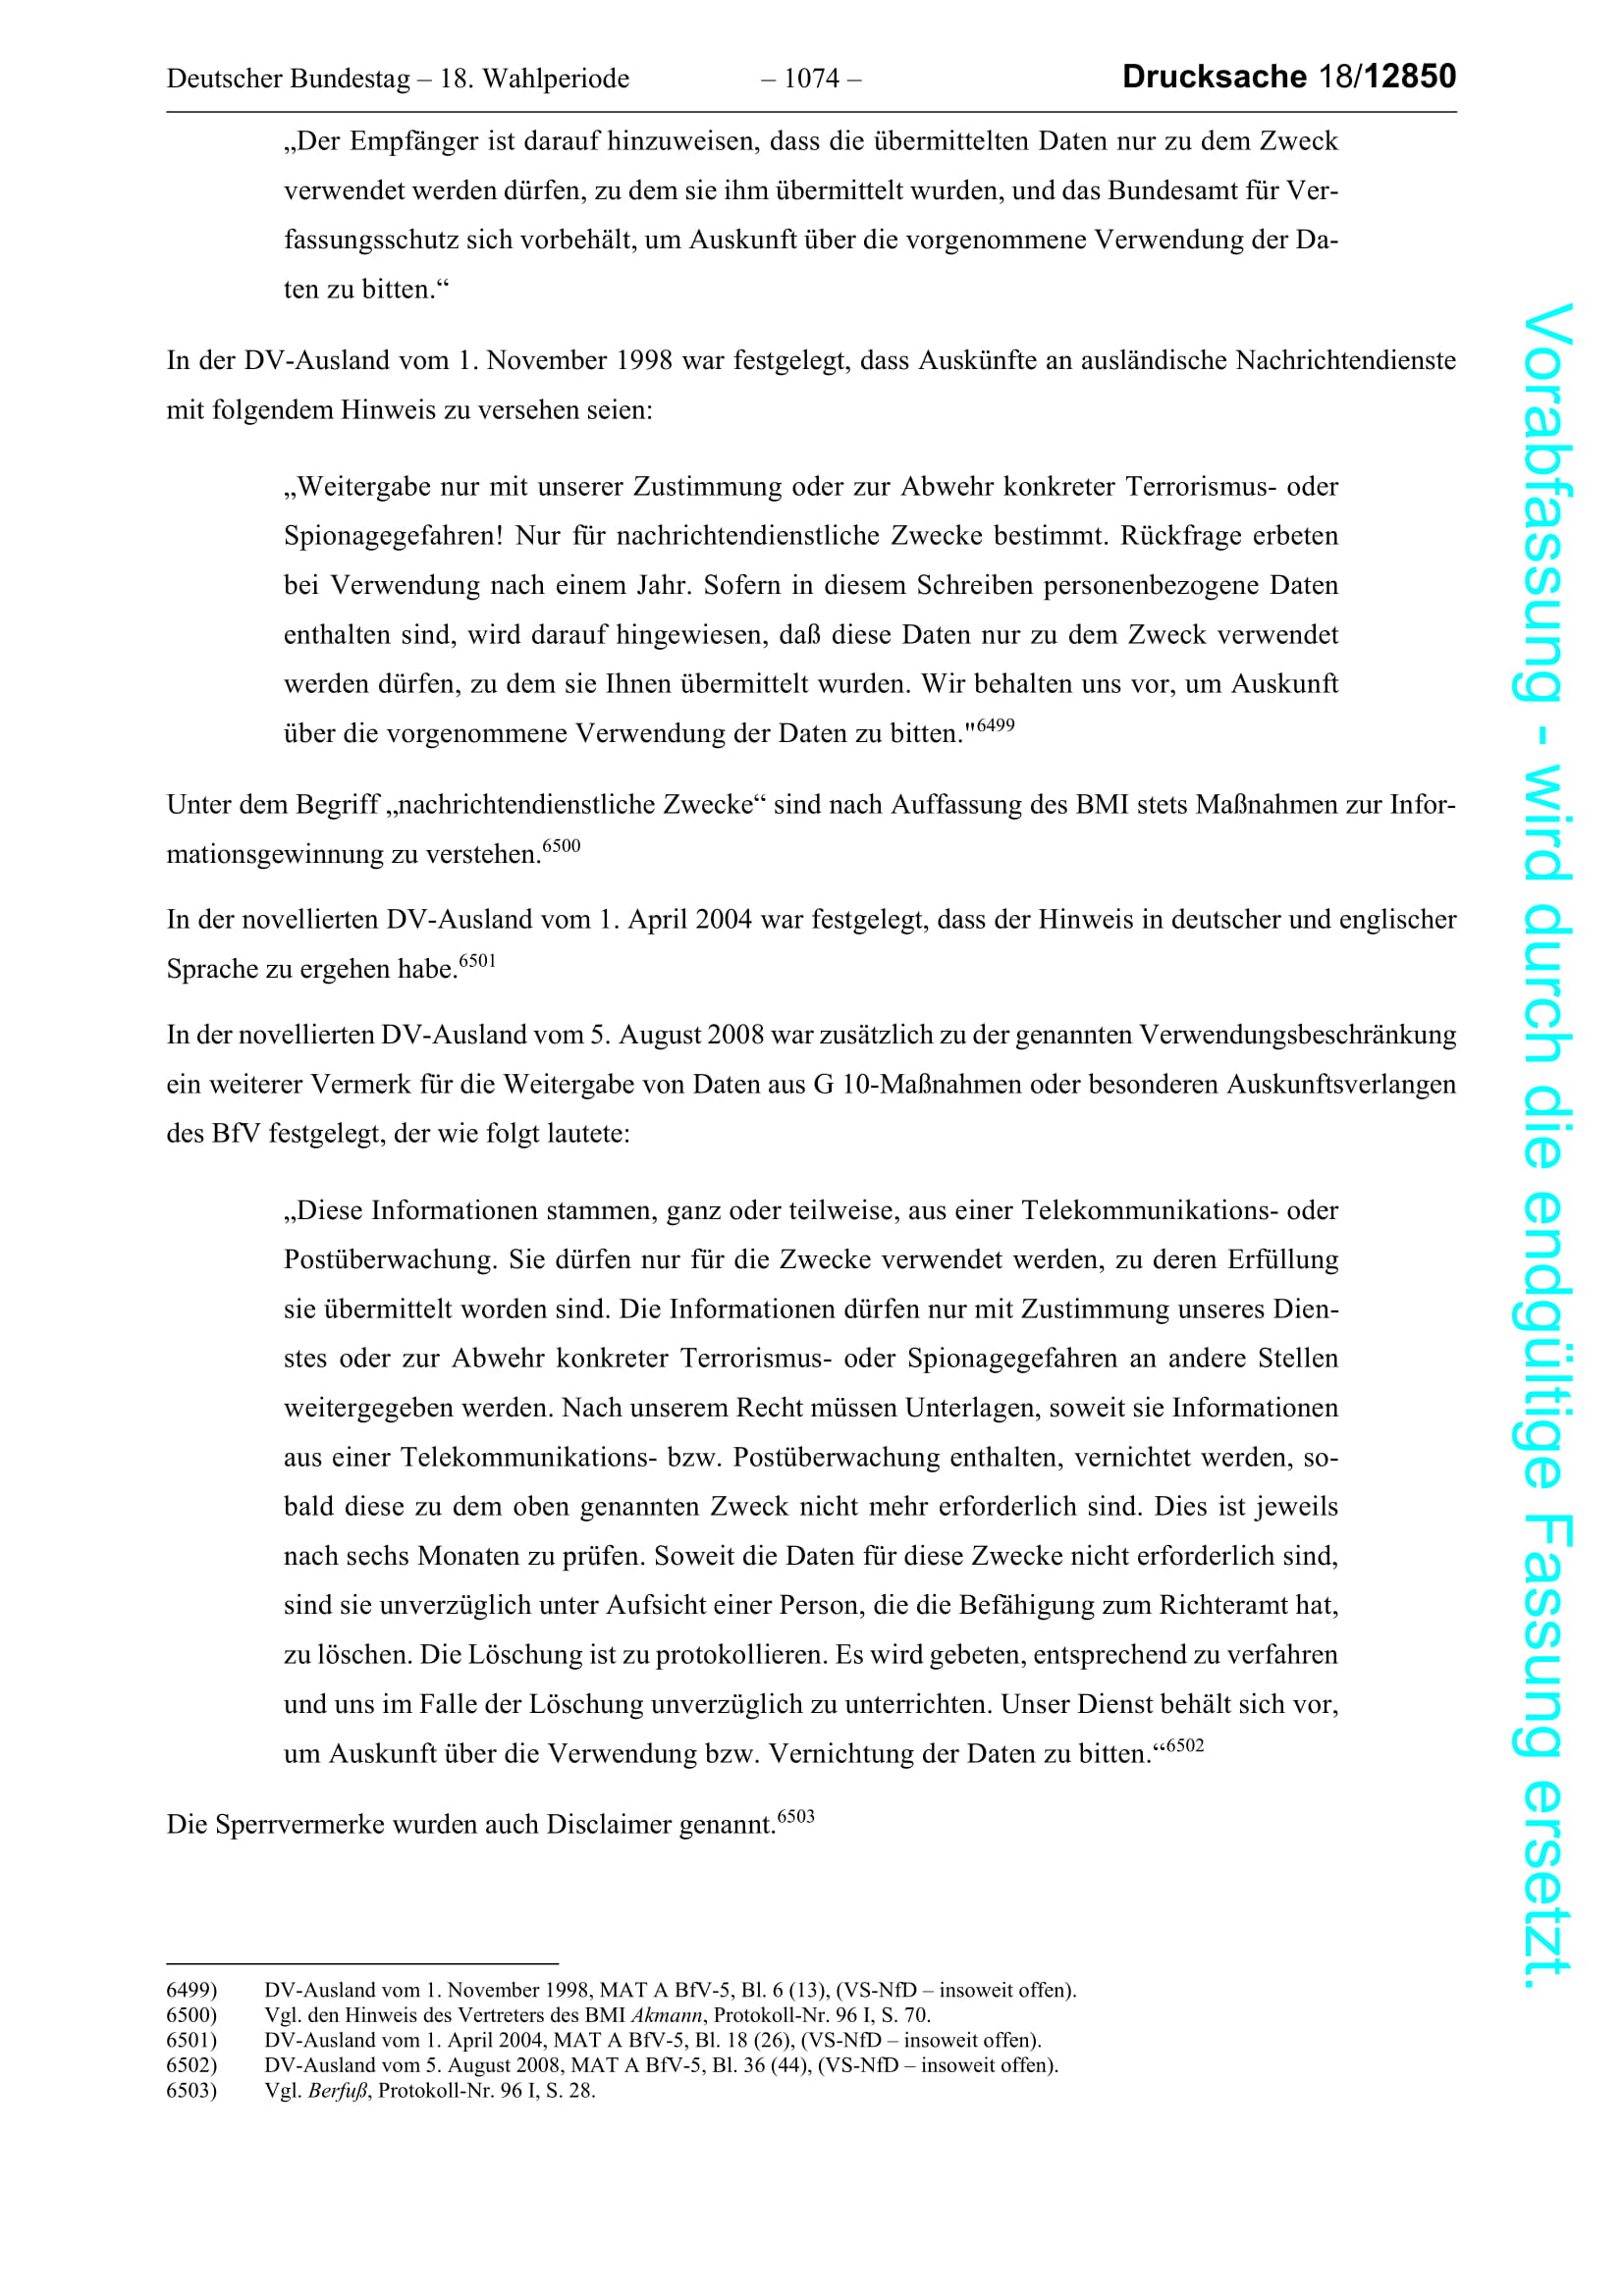 Deutscher Bundestag – 18. Wahlperiode – 1074 – Drucksache 18/12850
„Der Empfänger ist darauf hinzuweisen, dass die übermittelten Daten nur zu dem Zweck
verwendet werden dürfen, zu dem sie ihm übermittelt wurden, und das Bundesamt für Ver-
fassungsschutz sich vorbehält, um Auskunft über die vorgenommene Verwendung der Da-
ten zu bitten.“
In der DV-Ausland vom 1. November 1998 war festgelegt, dass Auskünfte an ausländische Nachrichtendienste
mit folgendem Hinweis zu versehen seien:
„Weitergabe nur mit unserer Zustimmung oder zur Abwehr konkreter Terrorismus- oder
Spionagegefahren! Nur für nachrichtendienstliche Zwecke bestimmt. Rückfrage erbeten
bei Verwendung nach einem Jahr. Sofern in diesem Schreiben personenbezogene Daten
enthalten sind, wird darauf hingewiesen, daß diese Daten nur zu dem Zweck verwendet
werden dürfen, zu dem sie Ihnen übermittelt wurden. Wir behalten uns vor, um Auskunft
über die vorgenommene Verwendung der Daten zu bitten."6499
Unter dem Begriff „nachrichtendienstliche Zwecke“ sind nach Auffassung des BMI stets Maßnahmen zur Infor-
mationsgewinnung zu verstehen.6500
In der novellierten DV-Ausland vom 1. April 2004 war festgelegt, dass der Hinweis in deutscher und englischer
Sprache zu ergehen habe.6501
In der novellierten DV-Ausland vom 5. August 2008 war zusätzlich zu der genannten Verwendungsbeschränkung
ein weiterer Vermerk für die Weitergabe von Daten aus G 10-Maßnahmen oder besonderen Auskunftsverlangen
des BfV festgelegt, der wie folgt lautete:
„Diese Informationen stammen, ganz oder teilweise, aus einer Telekommunikations- oder
Postüberwachung. Sie dürfen nur für die Zwecke verwendet werden, zu deren Erfüllung
sie übermittelt worden sind. Die Informationen dürfen nur mit Zustimmung unseres Dien-
stes oder zur Abwehr konkreter Terrorismus- oder Spionagegefahren an andere Stellen
weitergegeben werden. Nach unserem Recht müssen Unterlagen, soweit sie Informationen
aus einer Telekommunikations- bzw. Postüberwachung enthalten, vernichtet werden, so-
bald diese zu dem oben genannten Zweck nicht mehr erforderlich sind. Dies ist jeweils
nach sechs Monaten zu prüfen. Soweit die Daten für diese Zwecke nicht erforderlich sind,
sind sie unverzüglich unter Aufsicht einer Person, die die Befähigung zum Richteramt hat,
zu löschen. Die Löschung ist zu protokollieren. Es wird gebeten, entsprechend zu verfahren
und uns im Falle der Löschung unverzüglich zu unterrichten. Unser Dienst behält sich vor,
um Auskunft über die Verwendung bzw. Vernichtung der Daten zu bitten.“6502
Die Sperrvermerke wurden auch Disclaimer genannt.6503
6499) DV-Ausland vom 1. November 1998, MAT A BfV-5, Bl. 6 (13), (VS-NfD – insoweit offen).
6500) Vgl. den Hinweis des Vertreters des BMI Akmann, Protokoll-Nr. 96 I, S. 70.
6501) DV-Ausland vom 1. April 2004, MAT A BfV-5, Bl. 18 (26), (VS-NfD – insoweit offen).
6502) DV-Ausland vom 5. August 2008, MAT A BfV-5, Bl. 36 (44), (VS-NfD – insoweit offen).
6503) Vgl. Berfuß, Protokoll-Nr. 96 I, S. 28.
Vorabfassung - wird durch die endgültige Fassung ersetzt.